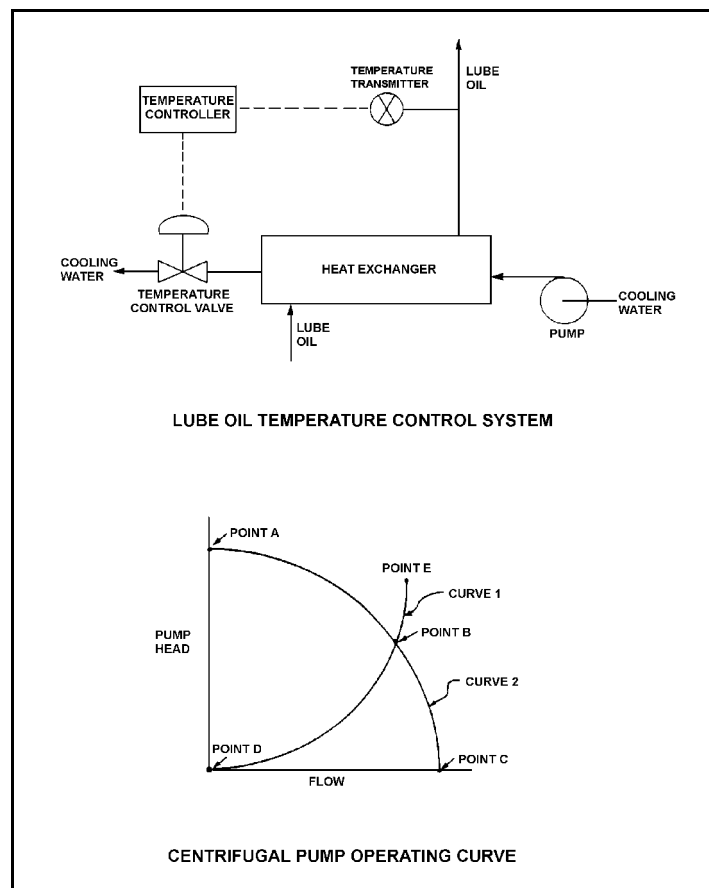 TEMPERATURE
TRANSMITTER
LUBE
OIL
TEMPERATURE
CONTROLLER
COOLING
WATER
HEAT EXCHANGER
COOLING
WATER
TEMPERATURE
CONTROL VALVE
LUBE
OIL
PUMP
LUBE OIL TEMPERATURE CONTROL SYSTEM
POINT A
POINT E
CURVE 1
POINT B
PUMP
HEAD
CURVE 2
POINT D
POINT C
FLOW
CENTRIFUGAL PUMP OPERATING CURVE